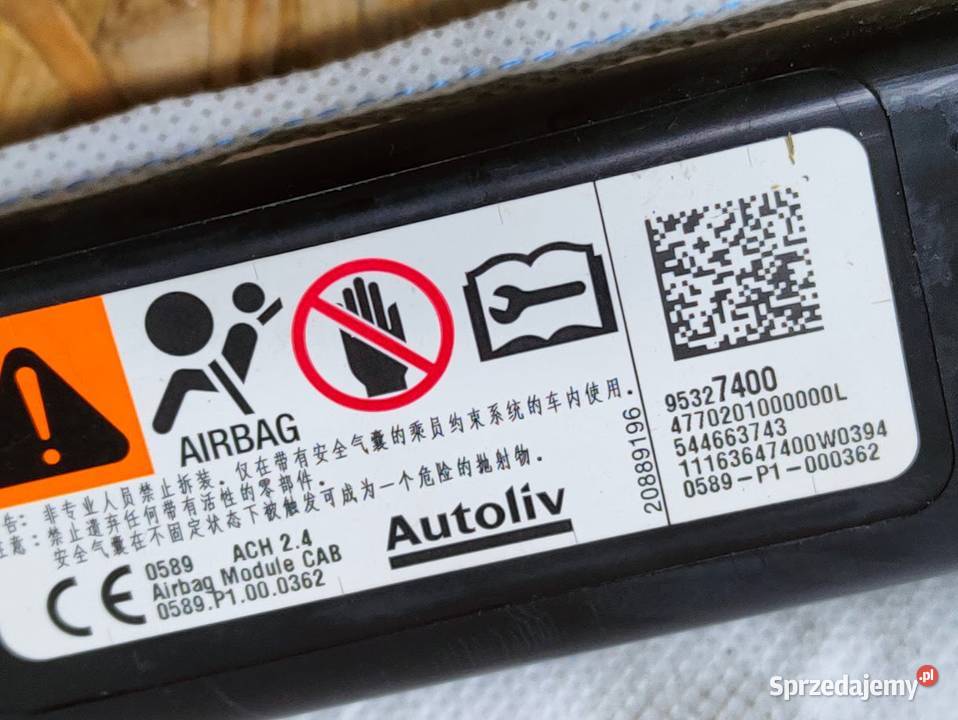 AIRBAG
告：非专业人员禁止拆装．仅在带有安全气囊的乘员约束系统的车内使用．
注意：禁止遗弃任何带有活性的零部件．
安全气囊在不固定状态下被触发可成为一个危险的抛射物．
CE 0589 ACH 2.4
Airbag Module CAB
0589.P1.00.0362
Autoliv
20889196
95327400
4770201000000L
544663743
11163647400W0394
0589-P1-000362
Sprzedajemy.pl